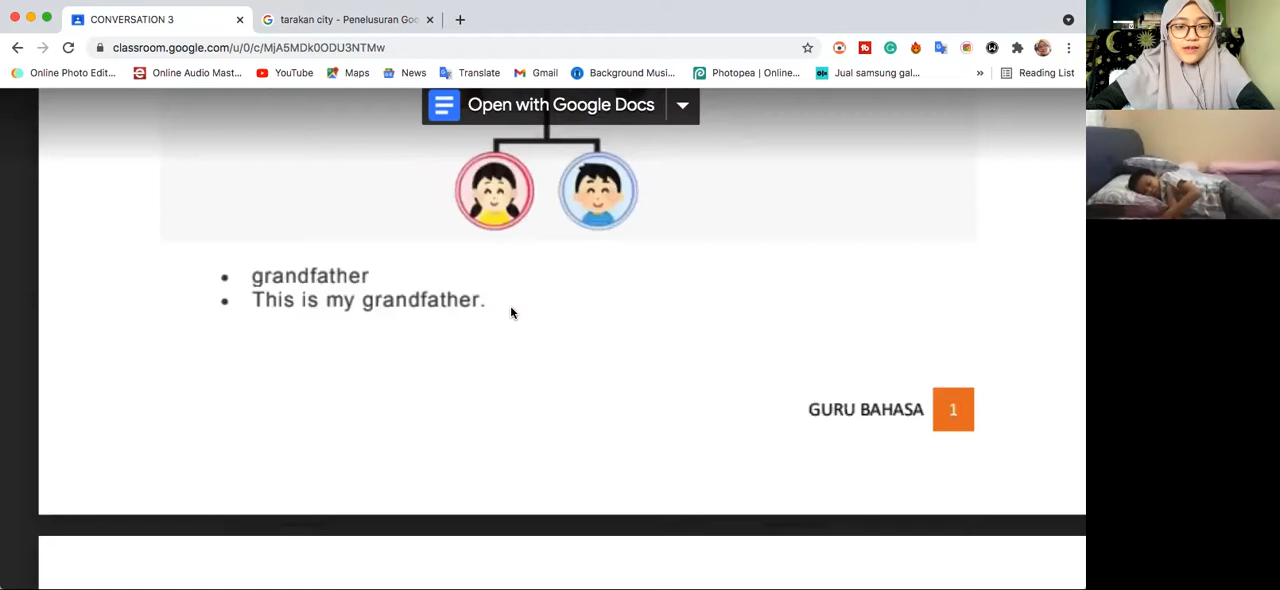 CONVERSATION 3
tarakan city - Penelusuran Goo
classroom.google.com/u/0/c/MjA5MDk0ODU3NTMw
Online Photo Edit... Online Audio Mast... YouTube Maps News Translate Gmail Background Musi... Photopea | Online... Jual samsung gal... » Reading List
Open with Google Docs
grandfather
This is my grandfather.
GURU BAHASA 1